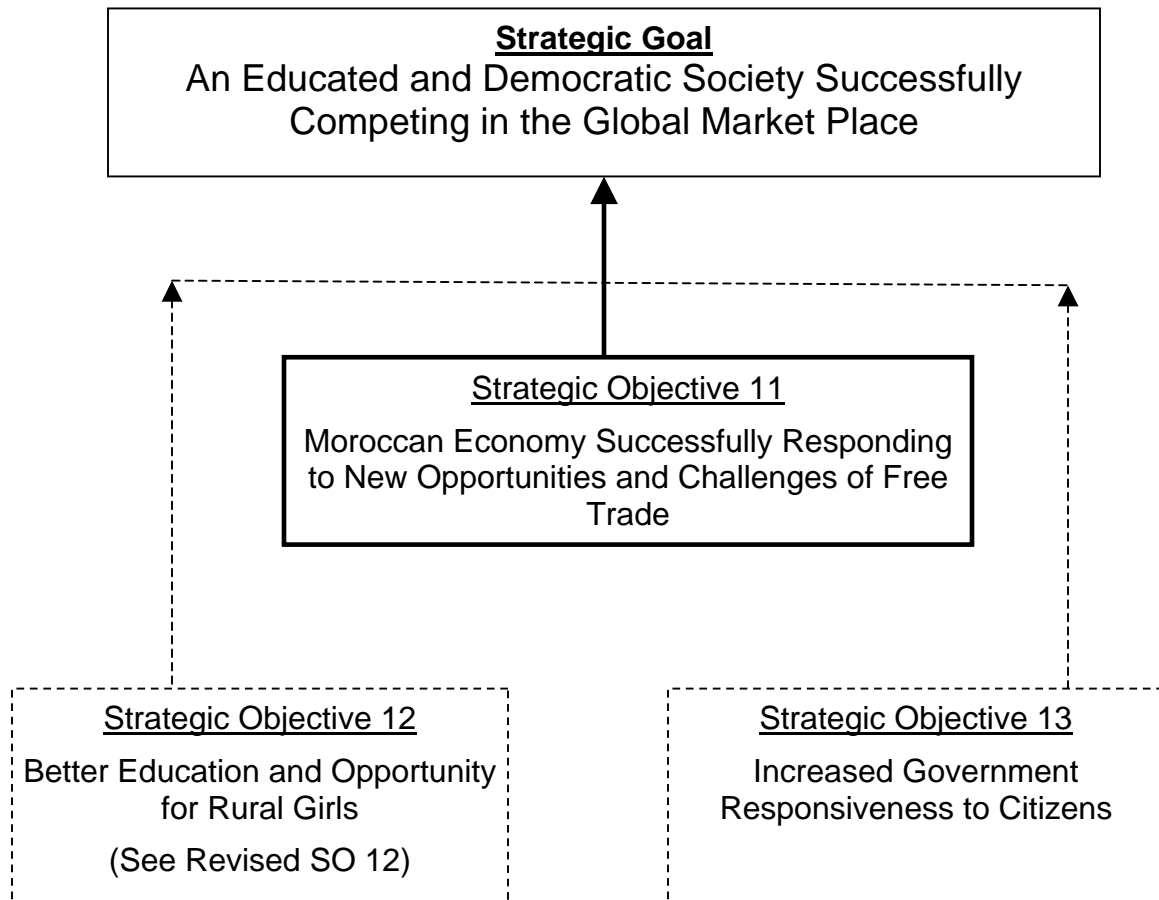 Strategic Goal
An Educated and Democratic Society Successfully
Competing in the Global Market Place
Strategic Objective 11
Moroccan Economy Successfully Responding
to New Opportunities and Challenges of Free
Trade
Strategic Objective 12
Better Education and Opportunity
for Rural Girls
(See Revised SO 12)
Strategic Objective 13
Increased Government
Responsiveness to Citizens